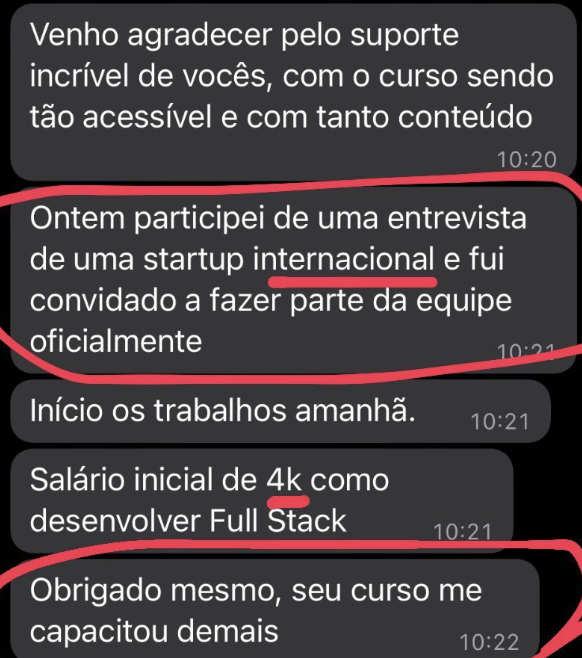 Venho agradecer pelo suporte
incrível de vocês, com o curso sendo
tão acessível e com tanto conteúdo
10:20
Ontem participei de uma entrevista
de uma startup internacional e fui
convidado a fazer parte da equipe
oficialmente
10:21
Início os trabalhos amanhã.
10:21
Salário inicial de 4k como
desenvolver Full Stack
10:21
Obrigado mesmo, seu curso me
capacitou demais
10:22